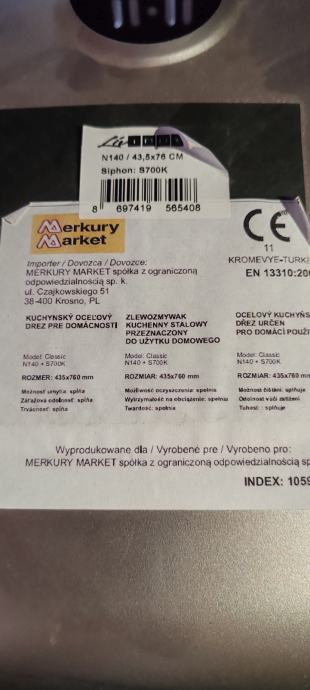 N140 / 43,5x76 CM
Siphon: S700K
8 697419 565408
Merkury
Market
CE
11
KROMEVYE-TURKE
EN 13310:20
Importer / Dovozca / Dovozce:
MERKURY MARKET spółka z ograniczoną
odpowiedzialnością sp. k.
ul. Czajkowskiego 51
38-400 Krosno, PL
KUCHYNSKÝ OCEĽOVÝ
DREZ PRE DOMÁCNOSTI
Model: Classic
N140 + S700K
ROZMER: 435x760 mm
Možnosť umytia: spĺňa
Záťažová odolnosť: spĺňa
Trvácnosť: spĺňa
ZLEWOZMYWAK
KUCHENNY STALOWY
PRZEZNACZONY
DO UŻYTKU DOMOWEGO
Model: Classic
N140 + S700K
ROZMIAR: 435x760 mm
Możliwość oczyszczenia: spełnia
Wytrzymałość na obciążenie: spełnia
Twardość: spełnia
OCELOVÝ KUCHYŇS
DŘEZ URČEN
PRO DOMÁCÍ POUŽI
Model: Classic
N140 + S700K
ROZMIAR: 435x760 m
Možnost čištění: splňuje
Odolnost vůči zatížení
Tuhost: splňuje
Wyprodukowane dla / Vyrobené pre / Vyrobeno pro:
MERKURY MARKET spółka z ograniczoną odpowiedzialnością sp
INDEX: 1059